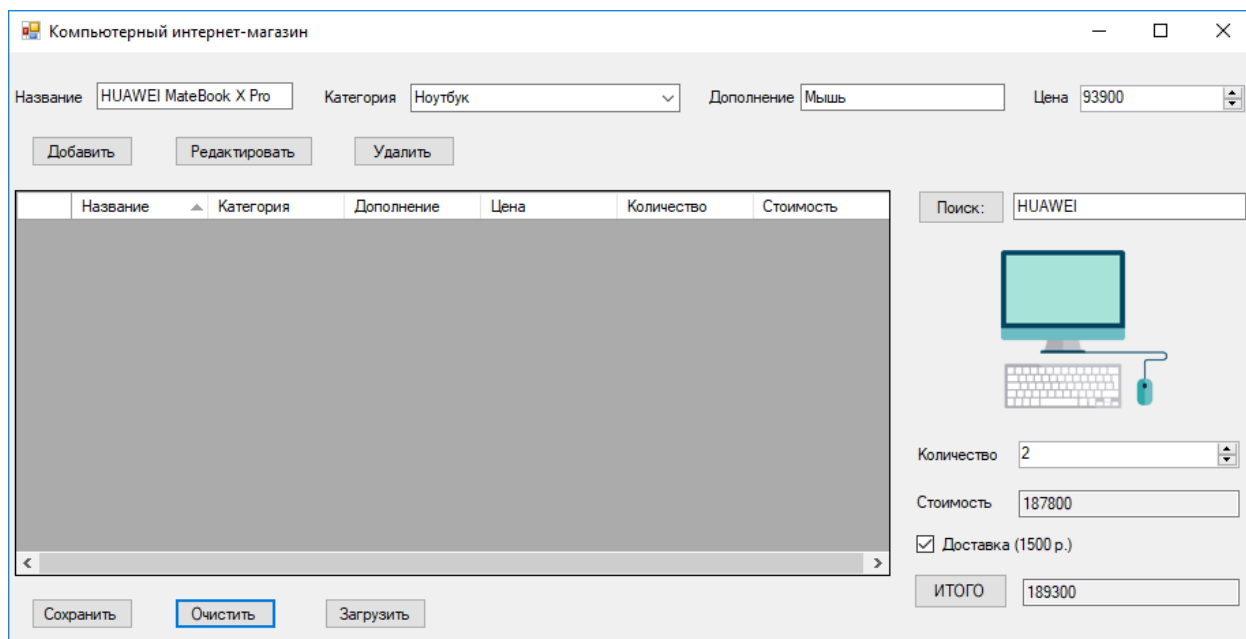 Компьютерный интернет-магазин
Название HUAWEI MateBook X Pro Категория Ноутбук Дополнение Мышь Цена 93900
Добавить Редактировать Удалить
Название Категория Дополнение Цена Количество Стоимость
Поиск: HUAWEI
Количество 2
Стоимость 187800
Доставка (1500 р.)
ИТОГО 189300
Сохранить Очистить Загрузить